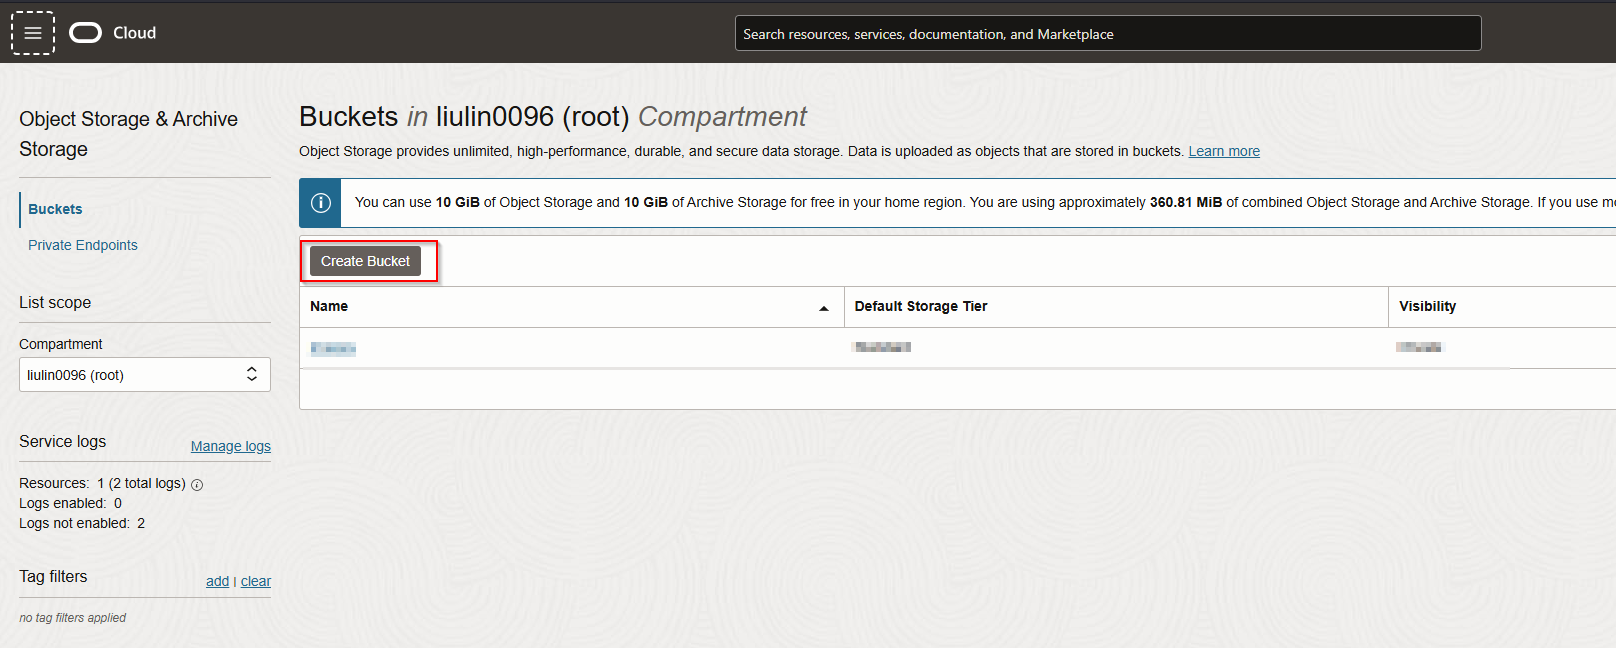 Cloud
Search resources, services, documentation, and Marketplace
Object Storage & Archive
Storage
Buckets
Private Endpoints
List scope
Compartment
liulin0096 (root)
Service logs
Manage logs
Resources: 1 (2 total logs)
Logs enabled: 0
Logs not enabled: 2
Tag filters
add | clear
no tag filters applied
Buckets in liulin0096 (root) Compartment
Object Storage provides unlimited, high-performance, durable, and secure data storage. Data is uploaded as objects that are stored in buckets. Learn more
You can use 10 GiB of Object Storage and 10 GiB of Archive Storage for free in your home region. You are using approximately 360.81 MiB of combined Object Storage and Archive Storage. If you use
Create Bucket
Name Default Storage Tier Visibility